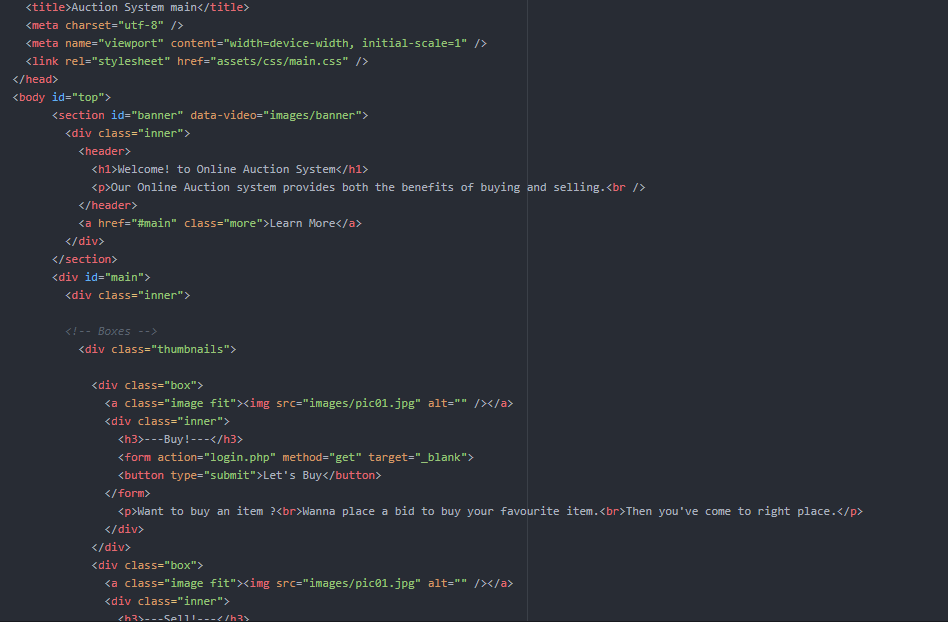 <title>Auction System main</title>
<meta charset="utf-8" />
<meta name="viewport" content="width=device-width, initial-scale=1" />
<link rel="stylesheet" href="assets/css/main.css" />
</head>
<body id="top">
<section id="banner" data-video="images/banner">
<div class="inner">
<header>
<h1>Welcome! to Online Auction System</h1>
<p>Our Online Auction system provides both the benefits of buying and selling.<br />
</header>
<a href="#main" class="more">Learn More</a>
</div>
</section>
<div id="main">
<div class="inner">
<!-- Boxes -->
<div class="thumbnails">
<div class="box">
<a class="image fit"><img src="images/pic01.jpg" alt="" /></a>
<div class="inner">
<h3>---Buy!---</h3>
<form action="login.php" method="get" target="_blank">
<button type="submit">Let's Buy</button>
</form>
<p>Want to buy an item ?<br>Wanna place a bid to buy your favourite item.<br>Then you've come to right place.</p>
</div>
</div>
<div class="box">
<a class="image fit"><img src="images/pic01.jpg" alt="" /></a>
<div class="inner">
<h3>---Sell!---</h3>